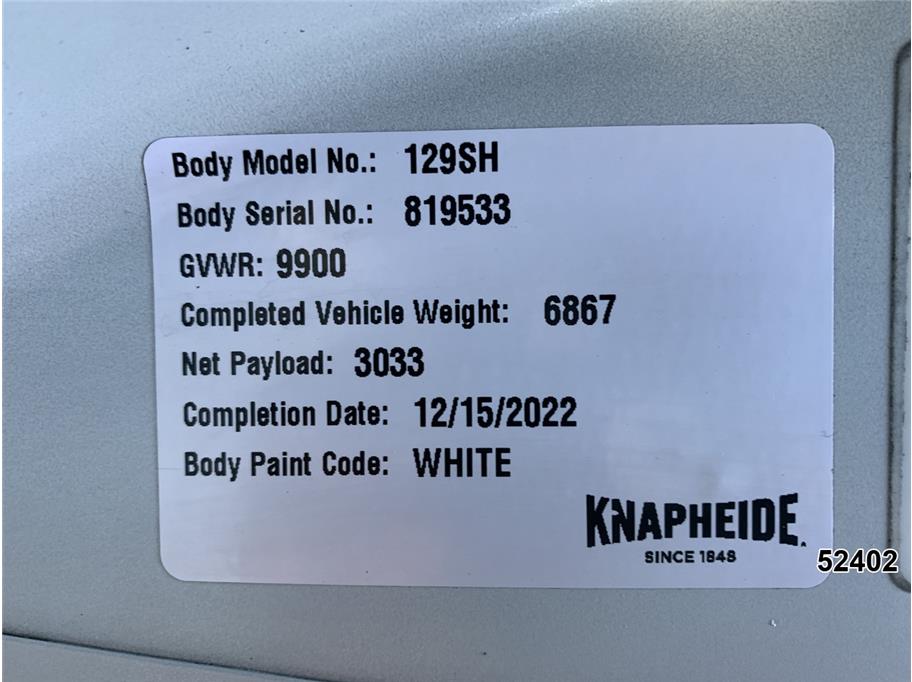 Body Model No.: 129SH
Body Serial No.: 819533
GVWR: 9900
Completed Vehicle Weight: 6867
Net Payload: 3033
Completion Date: 12/15/2022
Body Paint Code: WHITE
KNAPHEIDE
SINCE 1848
52402